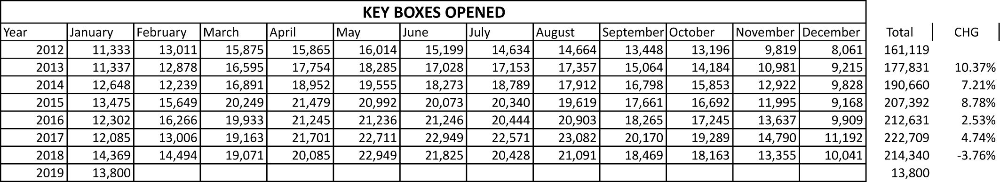 KEY BOXES OPENED
Year January February March April May June July August September October November December Total CHG
2012 11,333 13,011 15,875 15,865 16,014 15,199 14,634 14,664 13,448 13,196 9,819 8,061 161,119
2013 11,337 12,878 16,595 17,754 18,285 17,028 17,153 17,357 15,064 14,184 10,981 9,215 177,831 10.37%
2014 12,648 12,239 16,891 18,952 19,555 18,273 18,789 17,912 16,798 15,853 12,922 9,828 190,660 7.21%
2015 13,475 15,649 20,249 21,479 20,992 20,073 20,340 19,619 17,661 16,692 11,995 9,168 207,392 8.78%
2016 12,302 16,266 19,933 21,245 21,236 21,246 20,444 20,903 18,265 17,245 13,637 9,909 212,631 2.53%
2017 12,085 13,006 19,163 21,701 22,711 22,949 22,571 23,082 20,170 19,289 14,790 11,192 222,709 4.74%
2018 14,369 14,494 19,071 20,085 22,949 21,825 20,428 21,091 18,469 18,163 13,355 10,041 214,340 -3.76%
2019 13,800 13,800